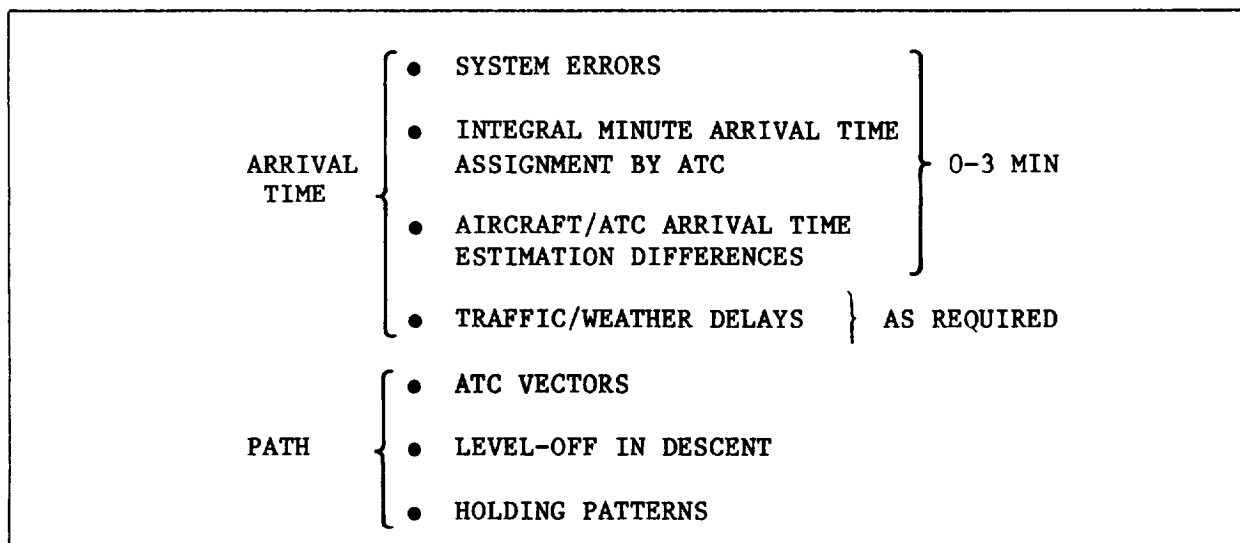 ● SYSTEM ERRORS
● INTEGRAL MINUTE ARRIVAL TIME
ASSIGNMENT BY ATC
ARRIVAL
TIME
0-3 MIN
● AIRCRAFT/ATC ARRIVAL TIME
ESTIMATION DIFFERENCES
● TRAFFIC/WEATHER DELAYS } AS REQUIRED
● ATC VECTORS
PATH
● LEVEL-OFF IN DESCENT
● HOLDING PATTERNS